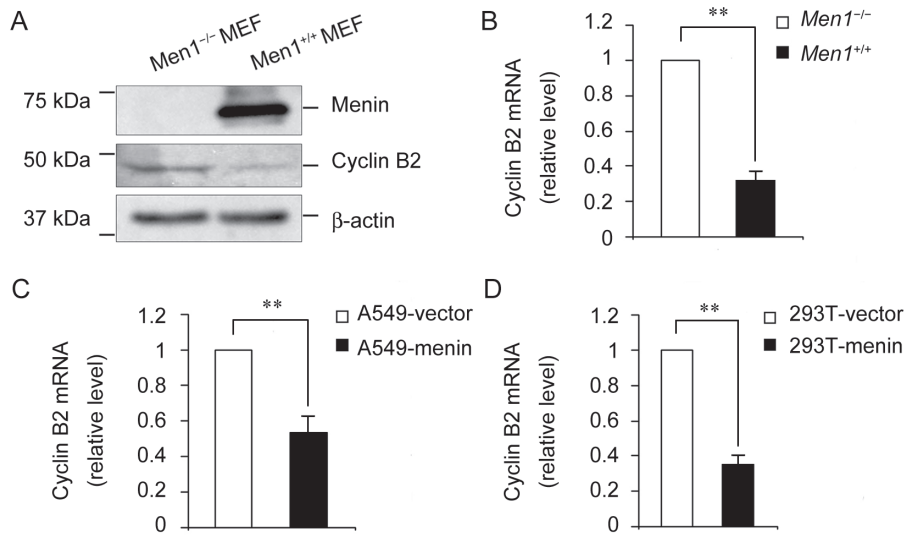 A
Men1⁻/⁻ MEF
Men1⁺/⁺ MEF
75 kDa
Menin
50 kDa
Cyclin B2
37 kDa
β-actin
B
Cyclin B2 mRNA
(relative level)
1.2
1
0.8
0.6
0.4
0.2
0
**
Men1⁻/⁻
Men1⁺/⁺
C
Cyclin B2 mRNA
(relative level)
1.2
1
0.8
0.6
0.4
0.2
0
**
A549-vector
A549-menin
D
Cyclin B2 mRNA
(relative level)
1.2
1
0.8
0.6
0.4
0.2
0
**
293T-vector
293T-menin